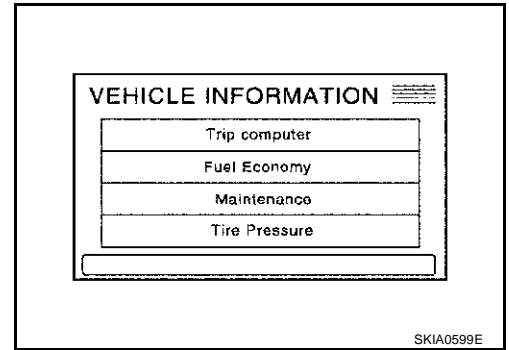 VEHICLE INFORMATION
Trip computer
Fuel Economy
Maintenance
Tire Pressure
SKIA0599E